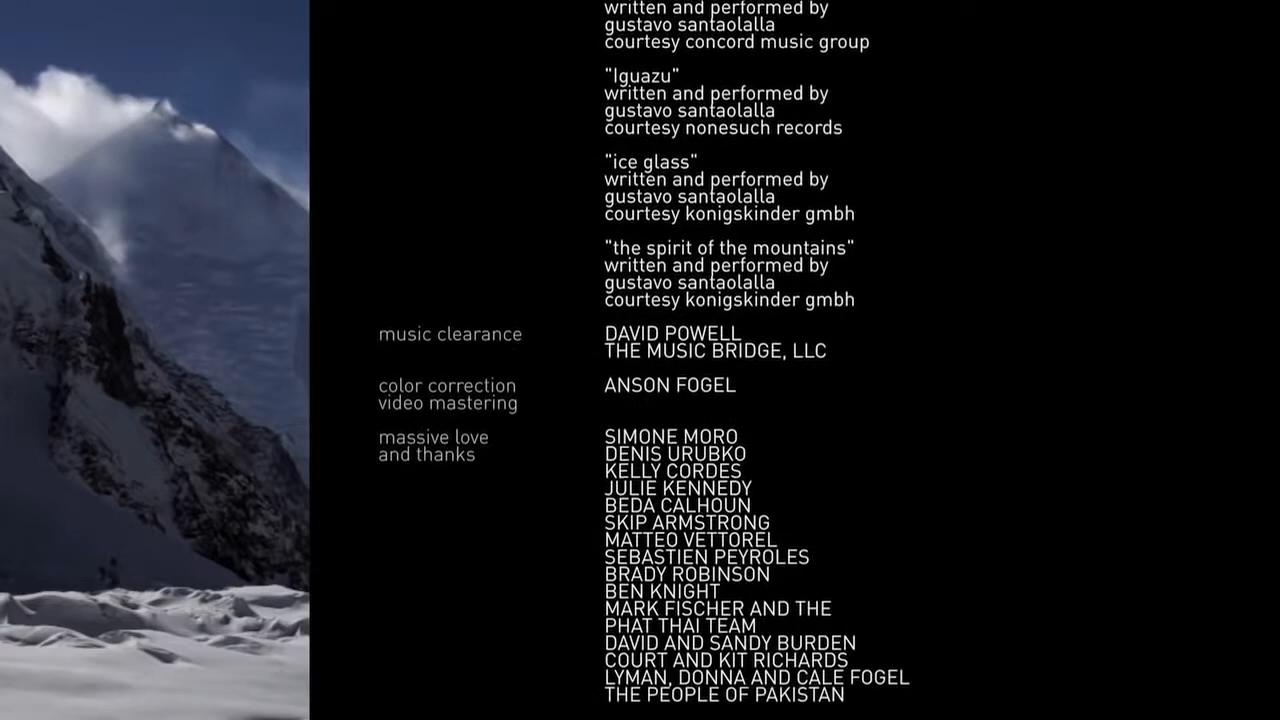 written and performed by
gustavo santaolalla
courtesy concord music group
"Iguazu"
written and performed by
gustavo santaolalla
courtesy nonesuch records
"ice glass"
written and performed by
gustavo santaolalla
courtesy konigskinder gmbh
"the spirit of the mountains"
written and performed by
gustavo santaolalla
courtesy konigskinder gmbh
music clearance DAVID POWELL
THE MUSIC BRIDGE, LLC
color correction ANSON FOGEL
video mastering
massive love SIMONE MORO
and thanks DENIS URUBKO
KELLY CORDES
JULIE KENNEDY
BEDA CALHOUN
SKIP ARMSTRONG
MATTEO VETTOREL
SEBASTIEN PEYROLES
BRADY ROBINSON
BEN KNIGHT
MARK FISCHER AND THE
PHAT THAI TEAM
DAVID AND SANDY BURDEN
COURT AND KIT RICHARDS
LYMAN, DONNA AND CALE FOGEL
THE PEOPLE OF PAKISTAN